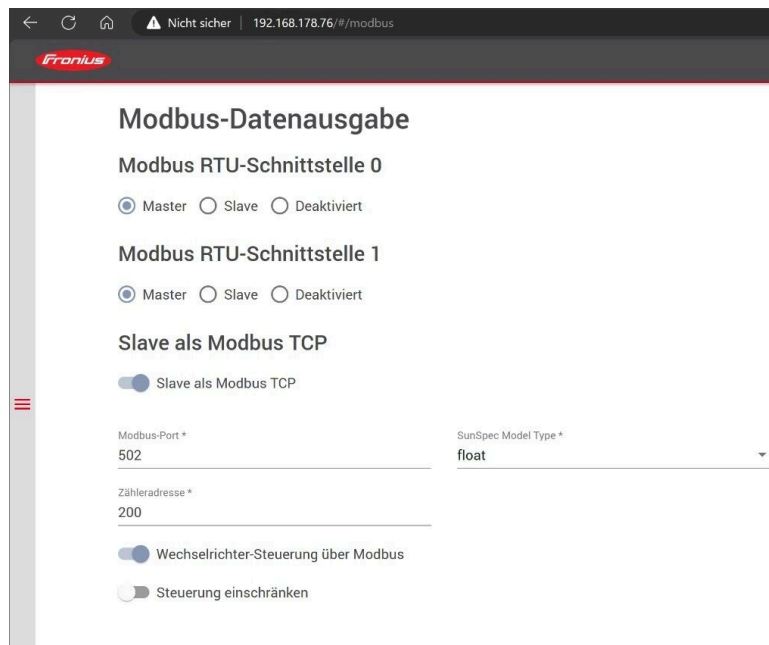 Nicht sicher | 192.168.178.76/#/modbus
Fronius
Modbus-Datenausgabe
Modbus RTU-Schnittstelle 0
Master Slave Deaktiviert
Modbus RTU-Schnittstelle 1
Master Slave Deaktiviert
Slave als Modbus TCP
Slave als Modbus TCP
Modbus-Port * SunSpec Model Type *
502 float
Zähleradresse *
200
Wechselrichter-Steuerung über Modbus
Steuerung einschränken